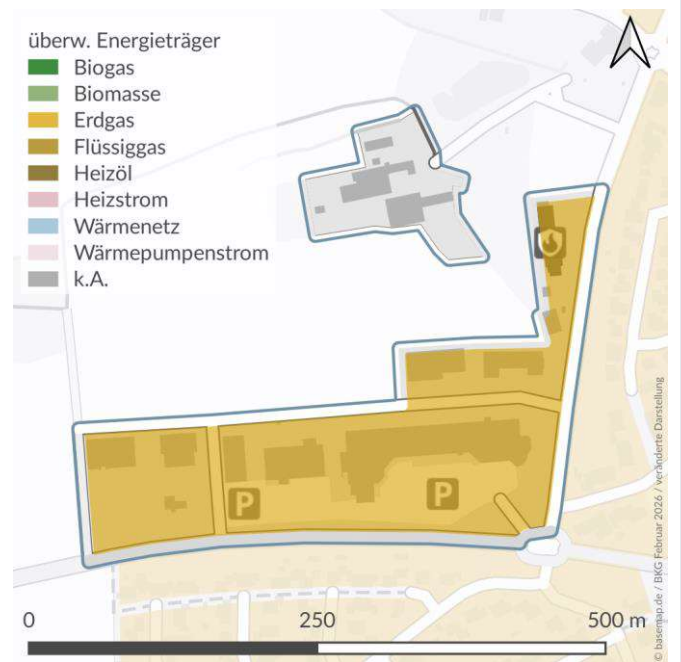 überw. Energieträger
Biogas
Biomasse
Erdgas
Flüssiggas
Heizöl
Heizstrom
Wärmenetz
Wärmepumpenstrom
k.A.
P
P
0 250 500 m
© basemap.de / BKG Februar 2026 / veränderte Darstellung